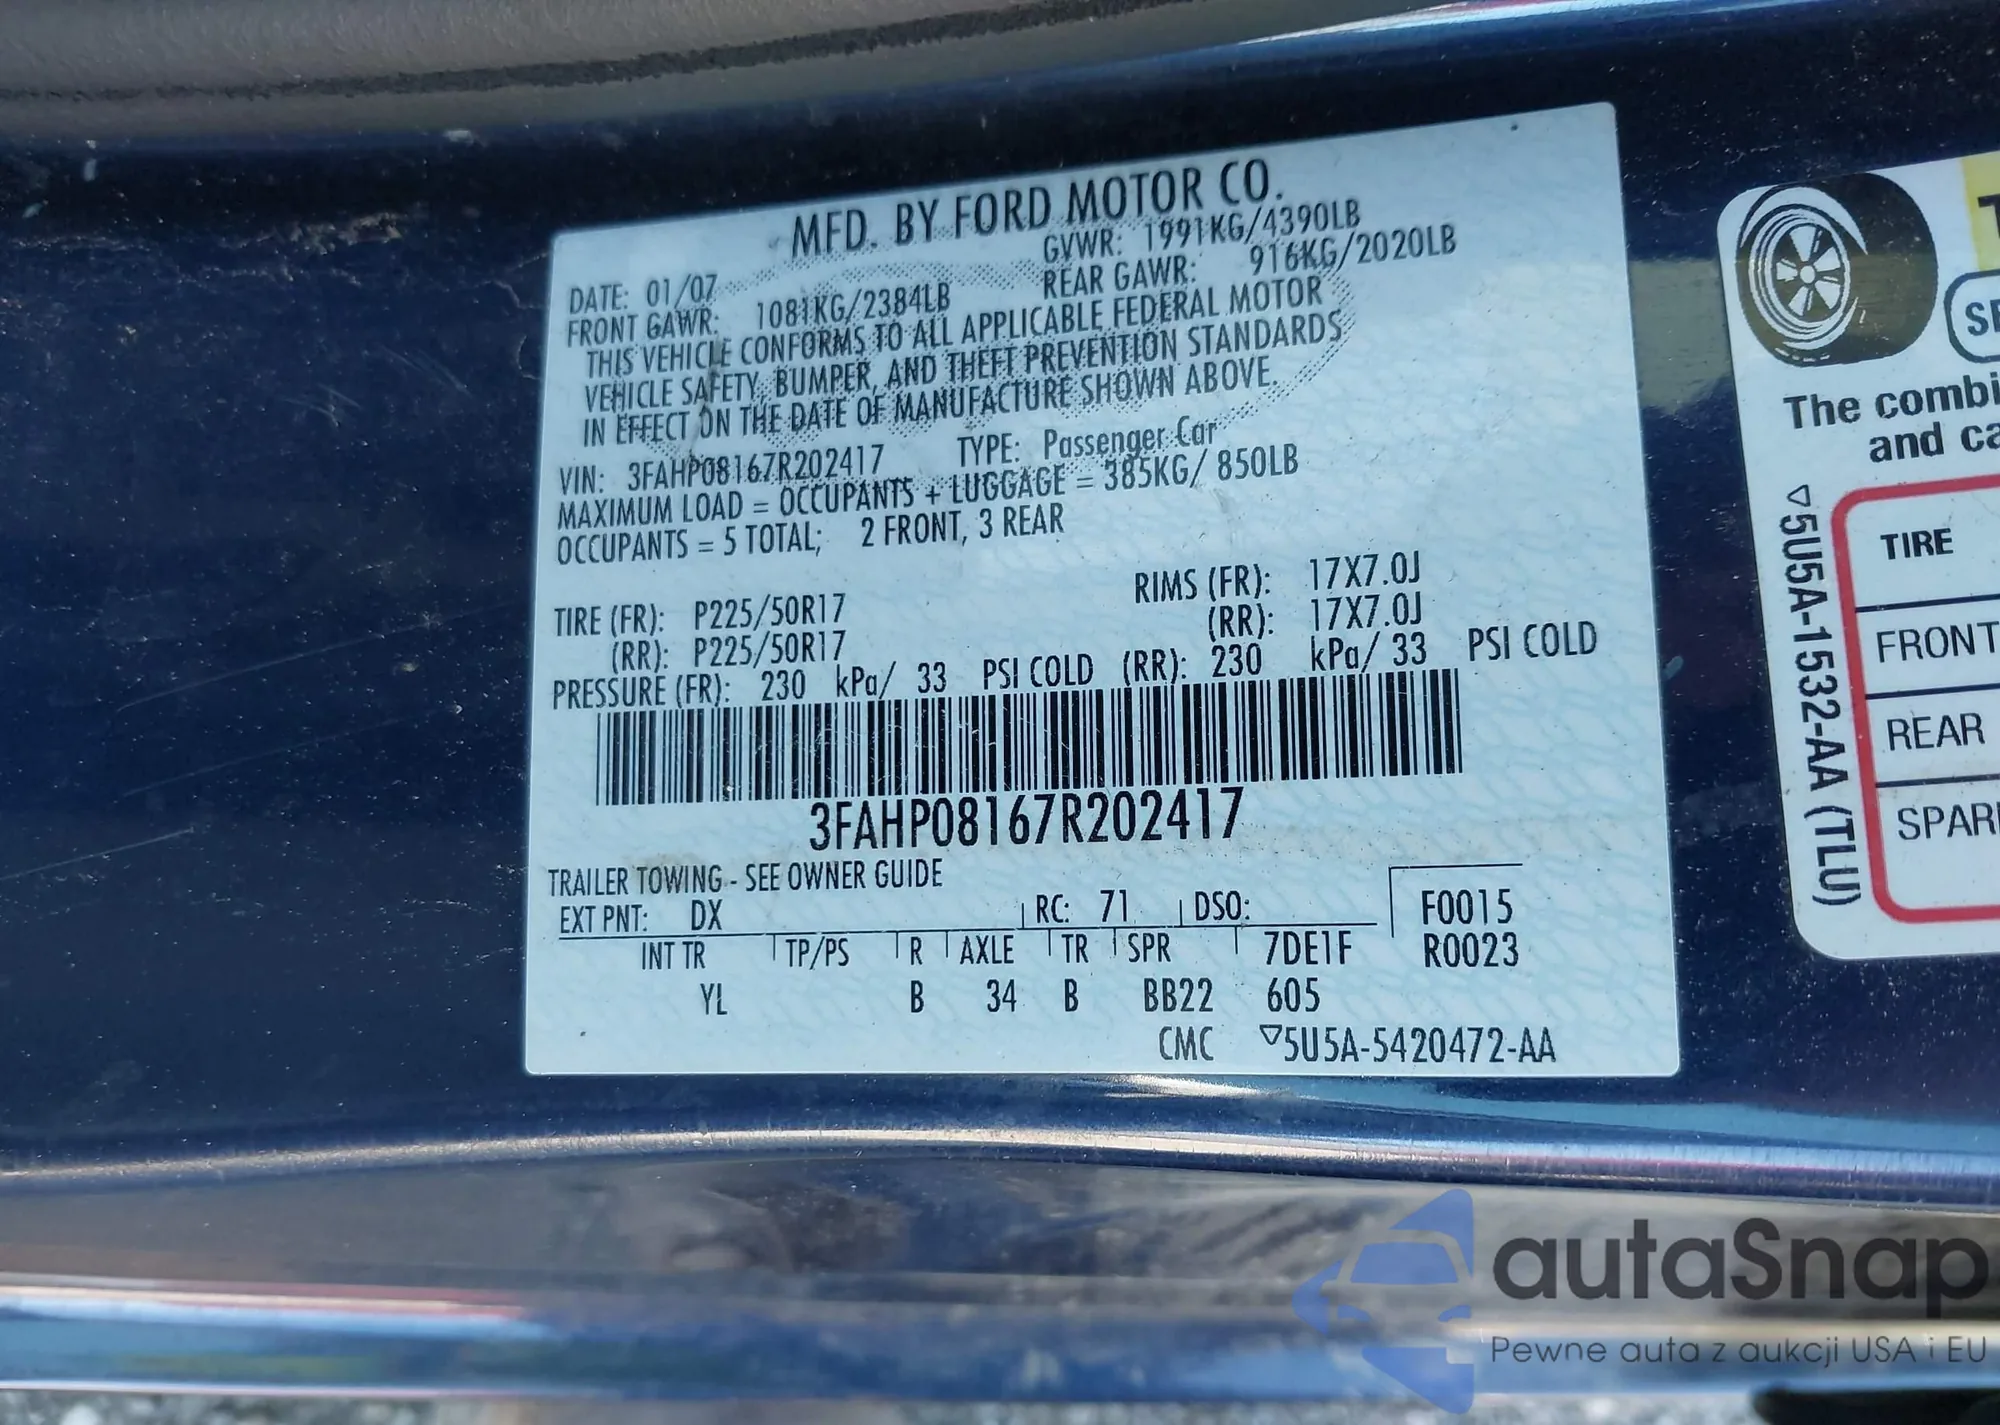 MFD. BY FORD MOTOR CO.
DATE: 01/07 GVWR: 1991KG/4390LB
FRONT GAWR: 1081KG/2384LB REAR GAWR: 916KG/2020LB
THIS VEHICLE CONFORMS TO ALL APPLICABLE FEDERAL MOTOR
VEHICLE SAFETY, BUMPER, AND THEFT PREVENTION STANDARDS
IN EFFECT ON THE DATE OF MANUFACTURE SHOWN ABOVE.
VIN: 3FAHP08167R202417 TYPE: Passenger Car
MAXIMUM LOAD = OCCUPANTS + LUGGAGE = 385KG/ 850LB
OCCUPANTS = 5 TOTAL; 2 FRONT, 3 REAR
TIRE (FR): P225/50R17 RIMS (FR): 17X7.0J
(RR): P225/50R17 (RR): 17X7.0J
PRESSURE (FR): 230 kPa/ 33 PSI COLD (RR): 230 kPa/ 33 PSI COLD
3FAHP08167R202417
TRAILER TOWING - SEE OWNER GUIDE
EXT PNT: DX RC: 71 DSO: F0015
INT TR TP/PS R AXLE TR SPR 7DE1F R0023
YL B 34 B BB22 605
CMC ▽5U5A-5420472-AA
The combi
and ca
▽5U5A-1532-AA (TLU)
TIRE
FRONT
REAR
SPAR
autaSnap
Pewne auta z aukcji USA i EU